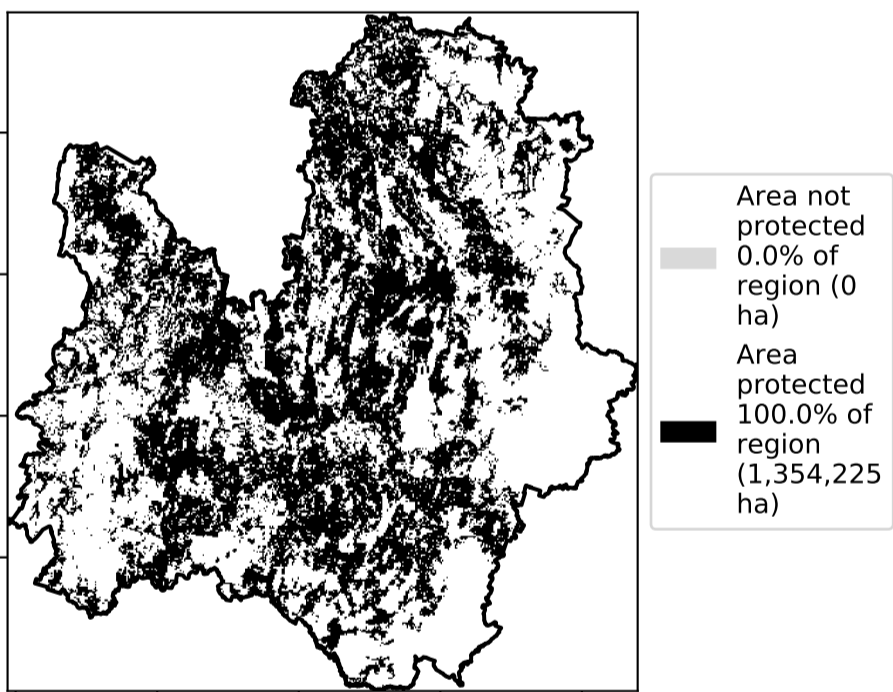 Area not
protected
0.0% of
region (0
ha)
Area
protected
100.0% of
region
(1,354,225
ha)